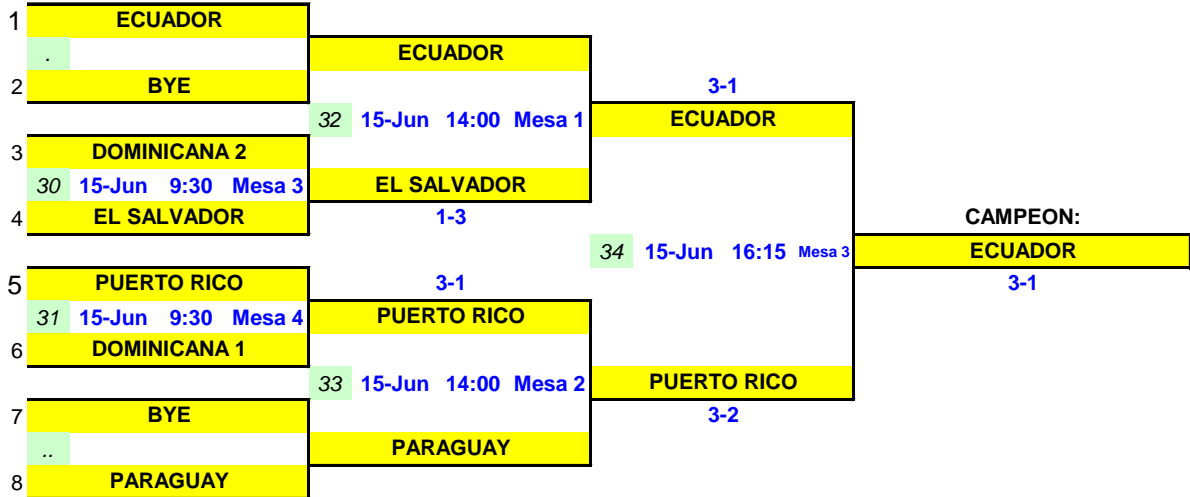 1 ECUADOR
. ECUADOR
2 BYE 3-1
32 15-Jun 14:00 Mesa 1 ECUADOR
3 DOMINICANA 2
30 15-Jun 9:30 Mesa 3 EL SALVADOR
4 EL SALVADOR 1-3 CAMPEON:
34 15-Jun 16:15 Mesa 3 ECUADOR
5 PUERTO RICO 3-1 3-1
31 15-Jun 9:30 Mesa 4 PUERTO RICO
6 DOMINICANA 1
33 15-Jun 14:00 Mesa 2 PUERTO RICO
7 BYE 3-2
.. PARAGUAY
8 PARAGUAY